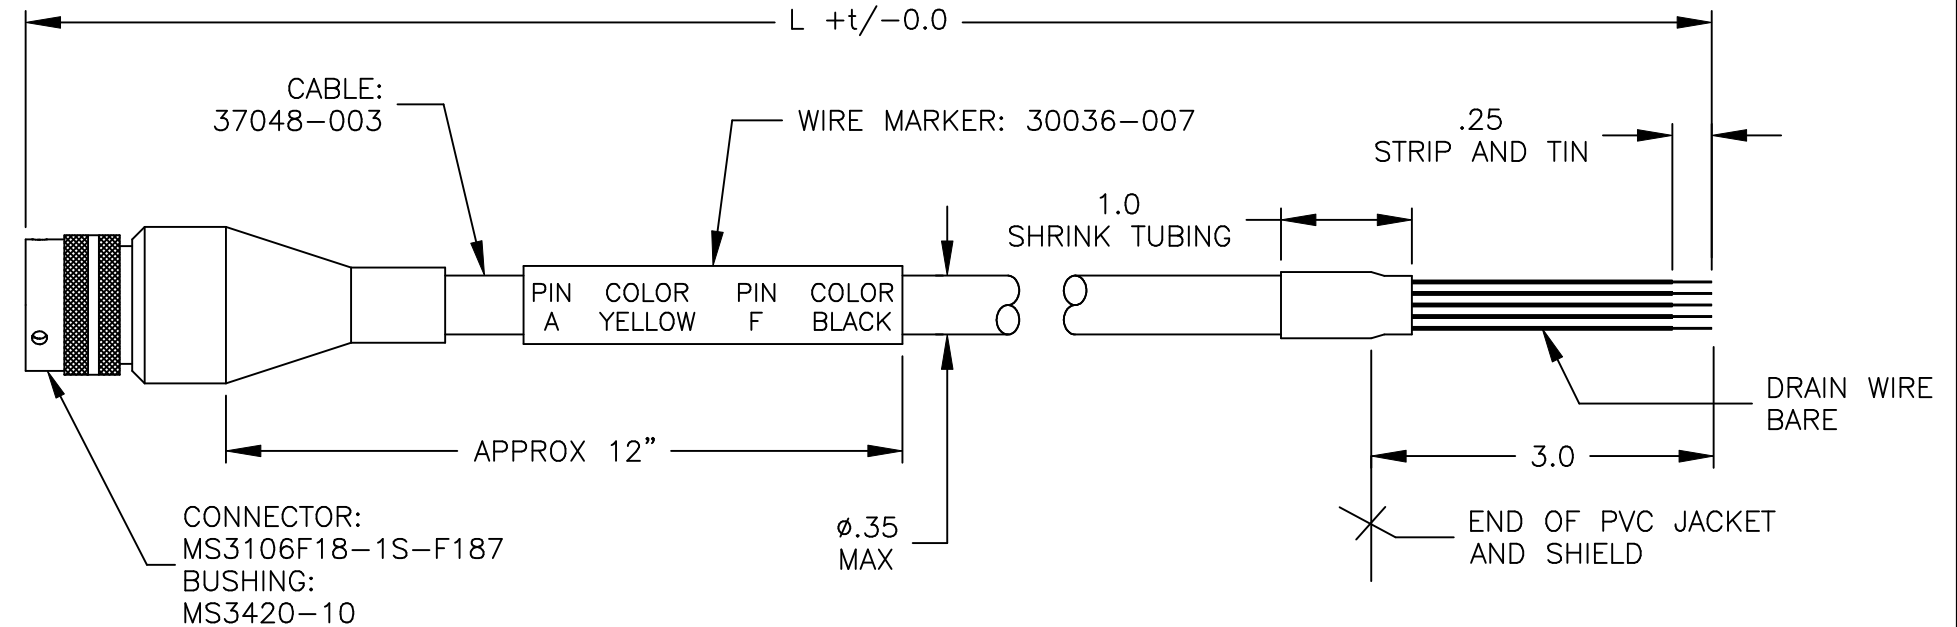 L +t/-0.0
CABLE:
37048-003
WIRE MARKER: 30036-007
.25
STRIP AND TIN
1.0
SHRINK TUBING
PIN COLOR PIN COLOR
A YELLOW F BLACK
DRAIN WIRE
BARE
APPROX 12"
3.0
CONNECTOR:
MS3106F18-1S-F187
BUSHING:
MS3420-10
ø.35
MAX
END OF PVC JACKET
AND SHIELD